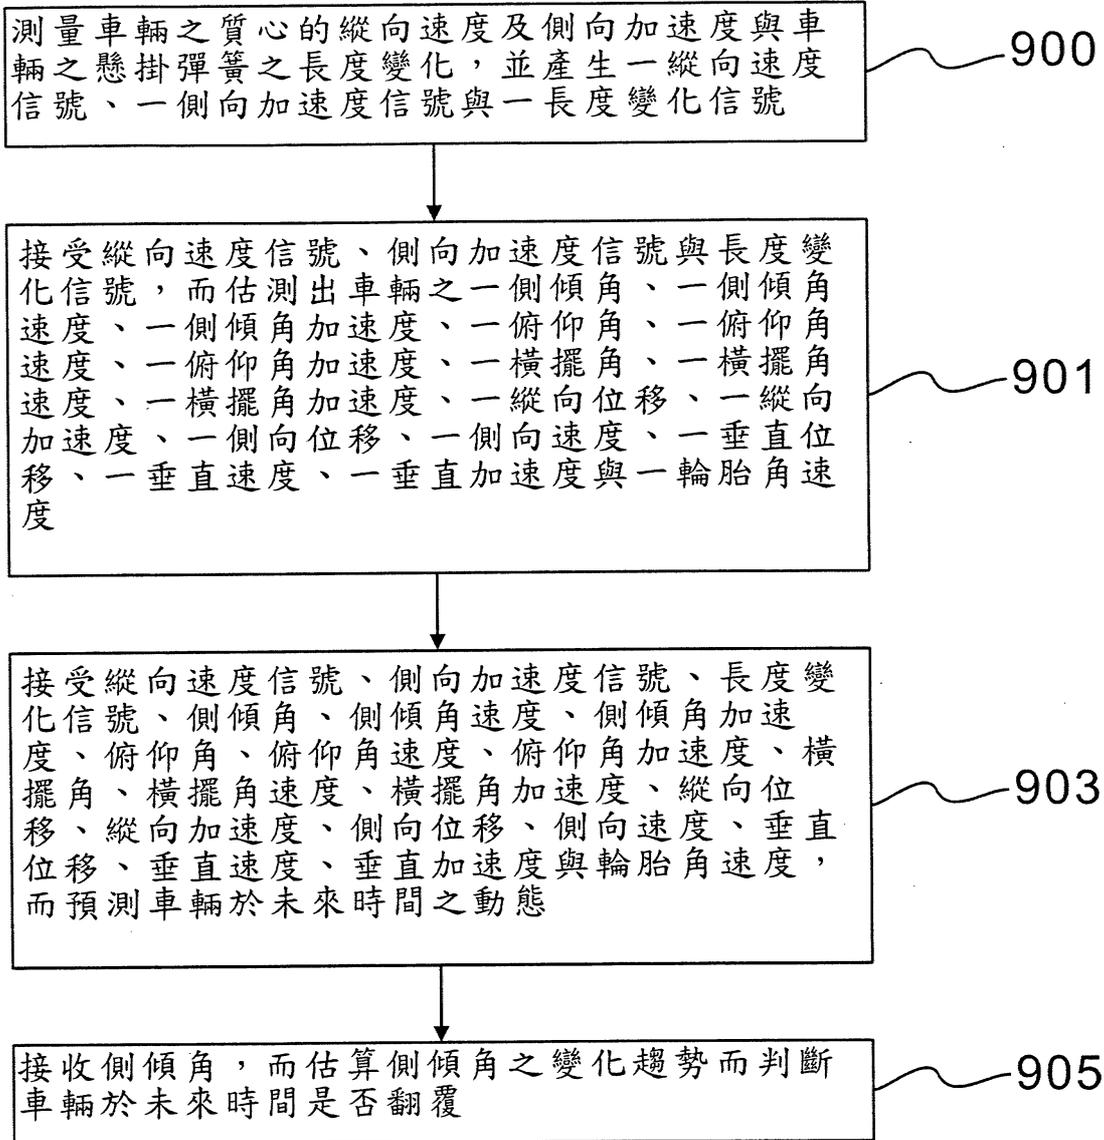 測量車輛之質心的縱向速度及側向加速度與車
輛之懸掛彈簧之長度變化，並產生一縱向速度
信號、一側向加速度信號與一長度變化信號
900
接受縱向速度信號、側向加速度信號與長度變
化信號，而估測出車輛之一側傾角、一側傾角
速度、一側傾角加速度、一俯仰角、一俯仰角
速度、一俯仰角加速度、一橫擺角、一橫擺角
速度、一橫擺角加速度、一縱向位移、一縱向
加速度、一側向位移、一側向速度、一垂直位
移、一垂直速度、一垂直加速度與一輪胎角速
度
901
接受縱向速度信號、側向加速度信號、長度變
化信號、側傾角、側傾角速度、側傾角加速
度、俯仰角、俯仰角速度、俯仰角加速度、橫
擺角、橫擺角速度、橫擺角加速度、縱向位
移、縱向加速度、側向位移、側向速度、垂直
位移、垂直速度、垂直加速度與輪胎角速度，
而預測車輛於未來時間之動態
903
接收側傾角，而估算側傾角之變化趨勢而判斷
車輛於未來時間是否翻覆
905